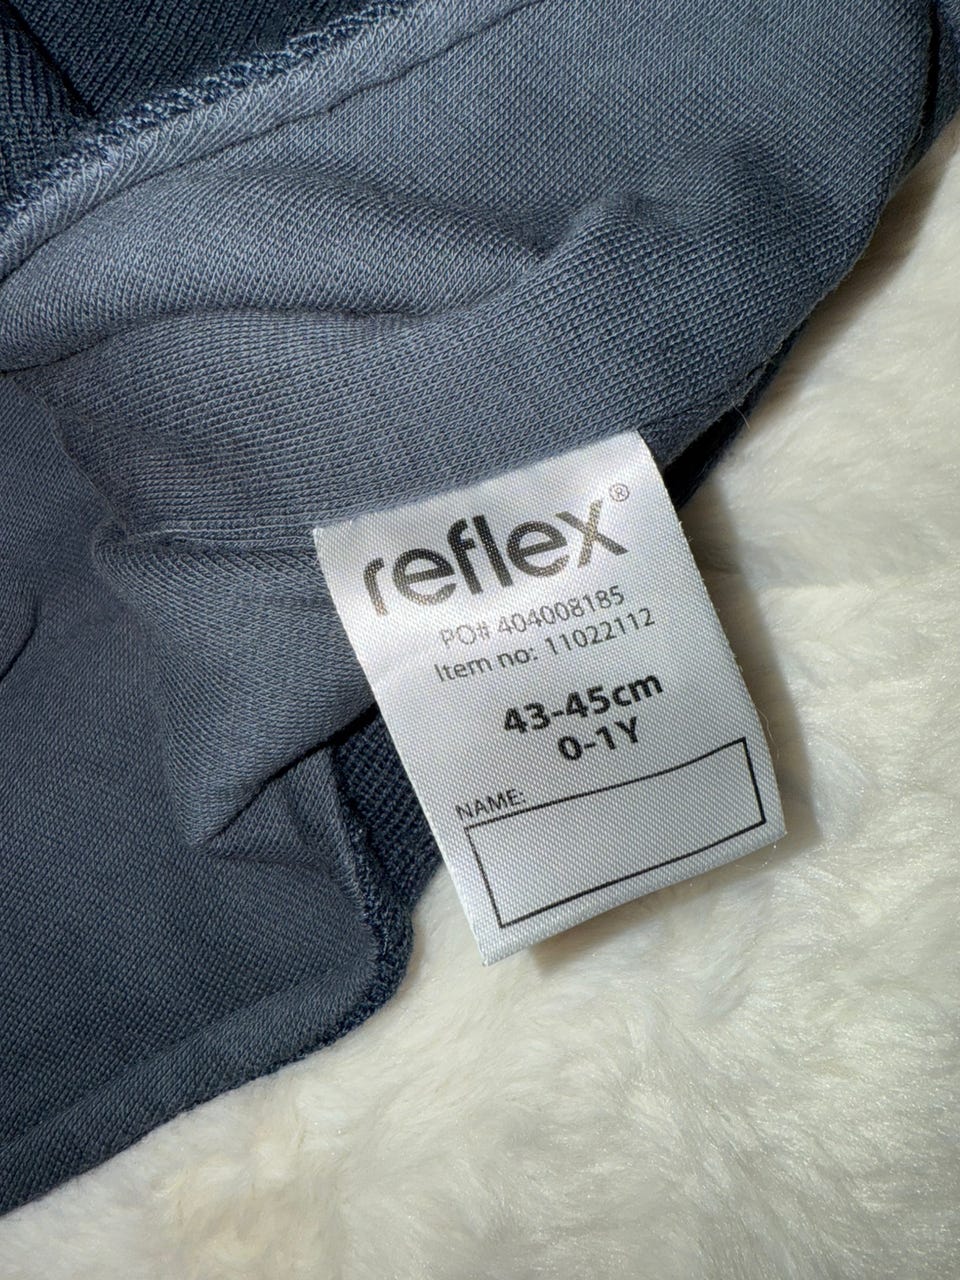 reflex®
PO# 404008185
Item no: 11022112
43-45cm
0-1Y
NAME: